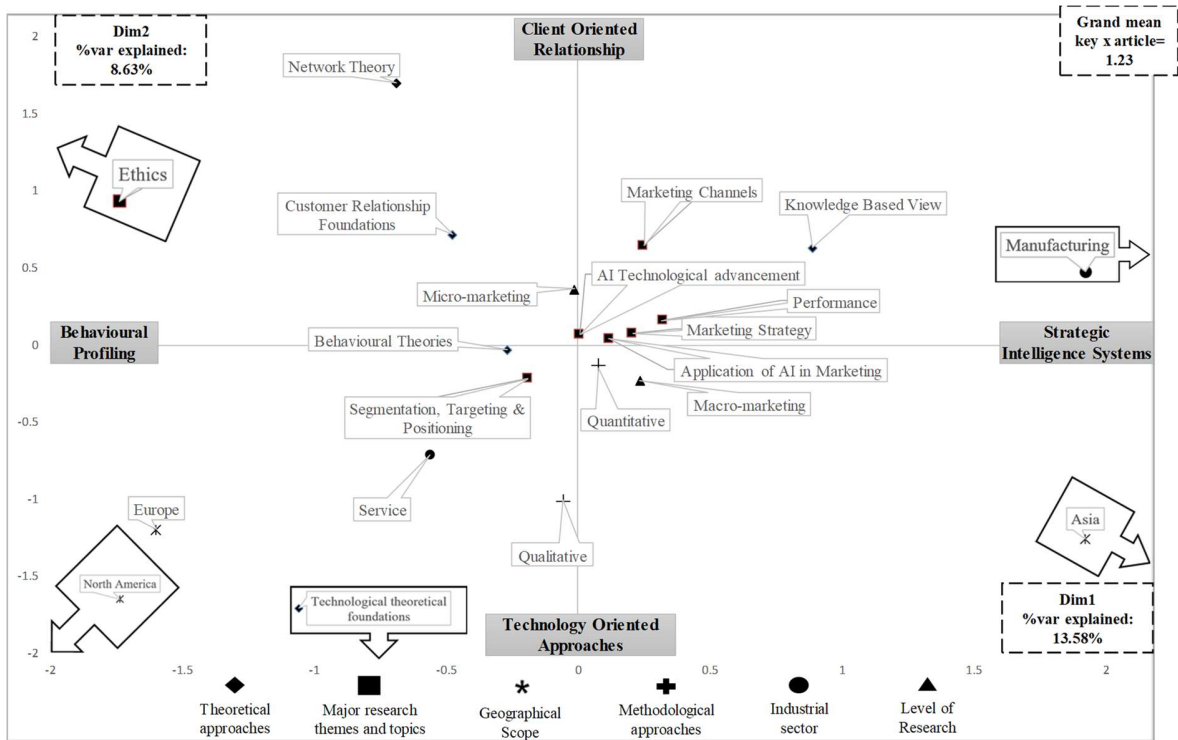 Dim2
%var explained:
8.63%
Client Oriented
Relationship
Grand mean
key x article=
1.23
2
Network Theory
1.5
Ethics
1
Customer Relationship
Foundations
Marketing Channels
Knowledge Based View
Manufacturing
0.5
AI Technological advancement
Micro-marketing
Performance
Behavioural
Profiling
0
Behavioural Theories
Marketing Strategy
Strategic
Intelligence Systems
Application of AI in Marketing
Segmentation, Targeting &
Positioning
Quantitative
Macro-marketing
-0.5
Service
-1
Europe
Qualitative
Asia
North America
-1.5
Technological theoretical
foundations
Technology Oriented
Approaches
Dim1
%var explained:
13.58%
-2
-2
-1.5
-1
-0.5
0
0.5
1
1.5
2
Theoretical
approaches
Major research
themes and topics
Geographical
Scope
Methodological
approaches
Industrial
sector
Level of
Research